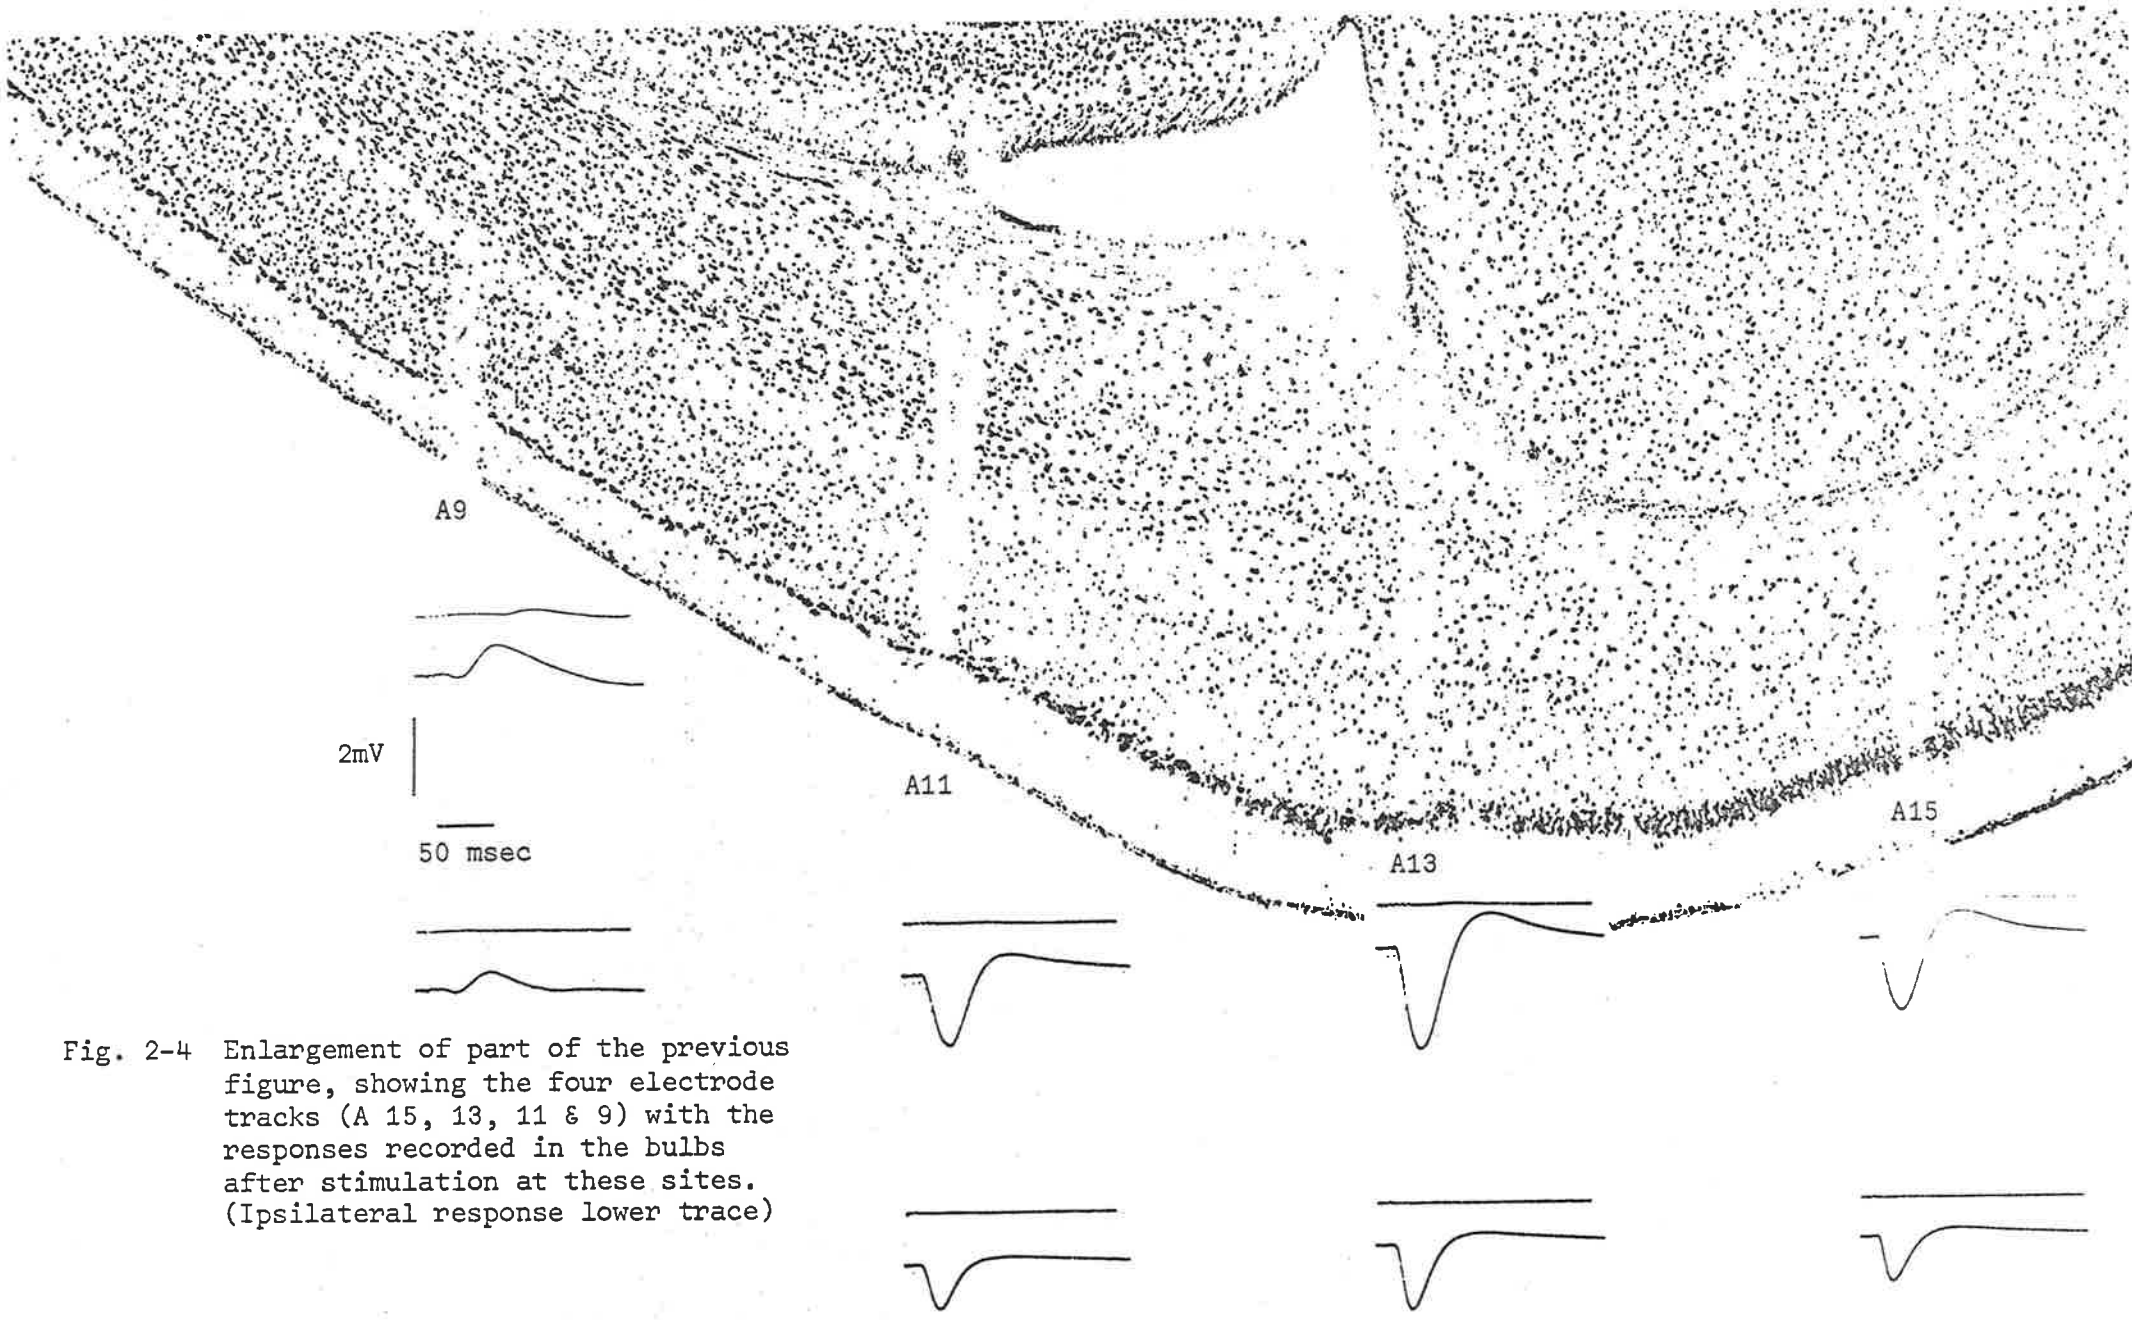 A9
2mV
A11
A15
50 msec
A13
Fig. 2-4 Enlargement of part of the previous
figure, showing the four electrode
tracks (A 15, 13, 11 & 9) with the
responses recorded in the bulbs
after stimulation at these sites.
(Ipsilateral response lower trace)